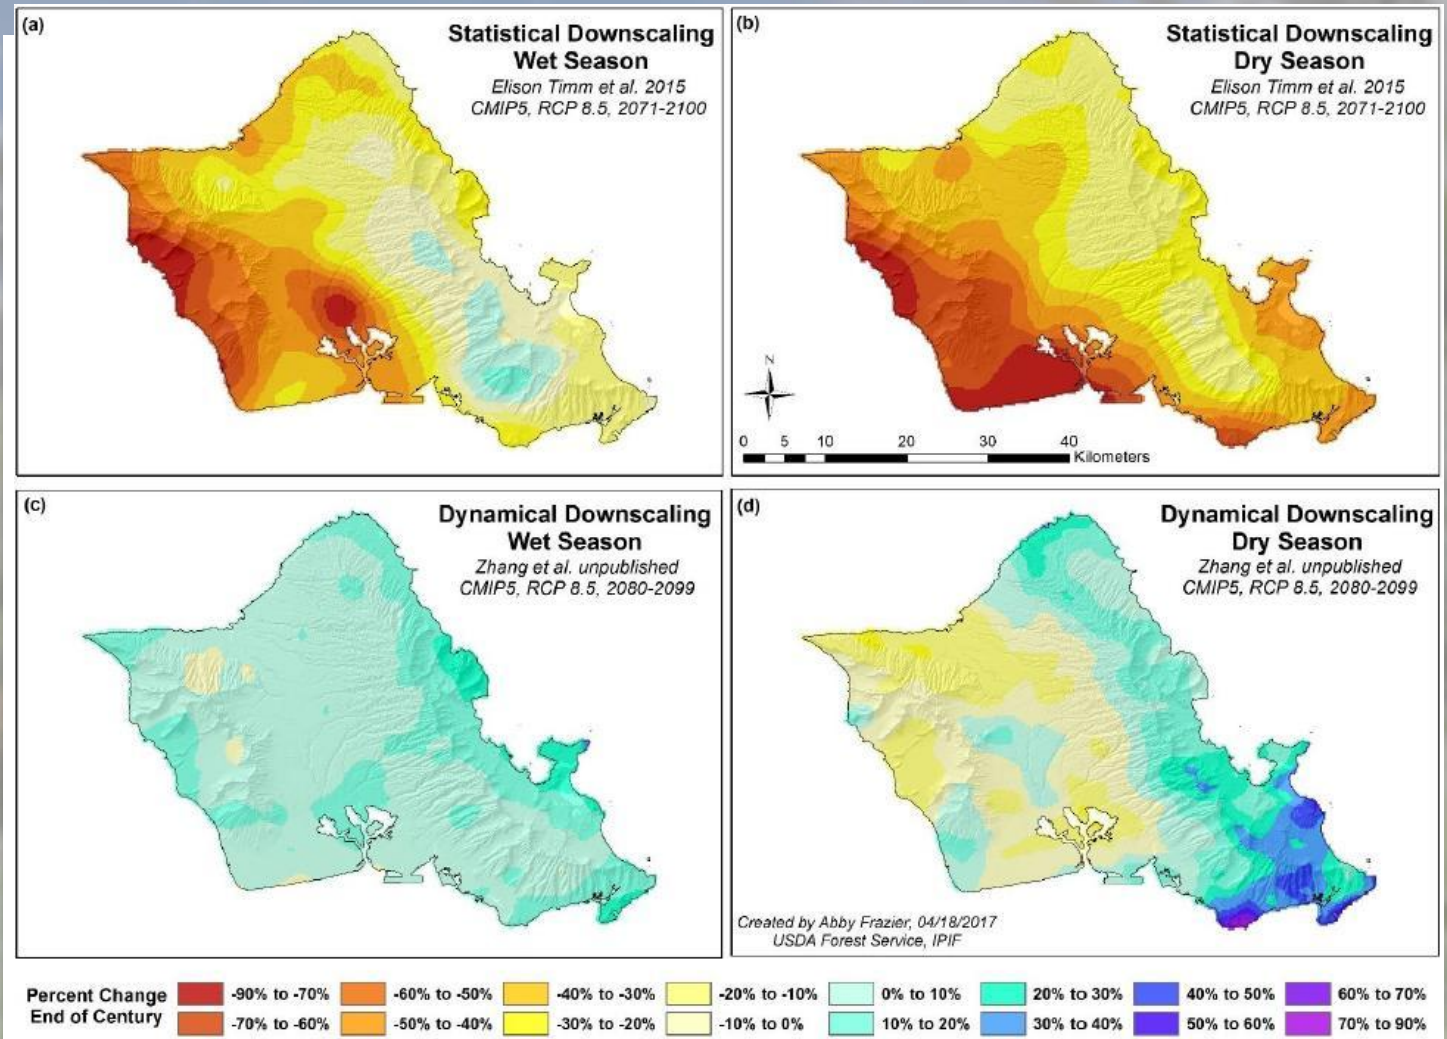 (a)
Statistical Downscaling
Wet Season
Elison Timm et al. 2015
CMIP5, RCP 8.5, 2071-2100
(b)
Statistical Downscaling
Dry Season
Elison Timm et al. 2015
CMIP5, RCP 8.5, 2071-2100
N
0 5 10 20 30 40
Kilometers
(c)
Dynamical Downscaling
Wet Season
Zhang et al. unpublished
CMIP5, RCP 8.5, 2080-2099
(d)
Dynamical Downscaling
Dry Season
Zhang et al. unpublished
CMIP5, RCP 8.5, 2080-2099
Created by Abby Frazier, 04/18/2017
USDA Forest Service, IPIF
Percent Change
End of Century
-90% to -70% -60% to -50% -40% to -30% -20% to -10% 0% to 10% 20% to 30% 40% to 50% 60% to 70%
-70% to -60% -50% to -40% -30% to -20% -10% to 0% 10% to 20% 30% to 40% 50% to 60% 70% to 90%